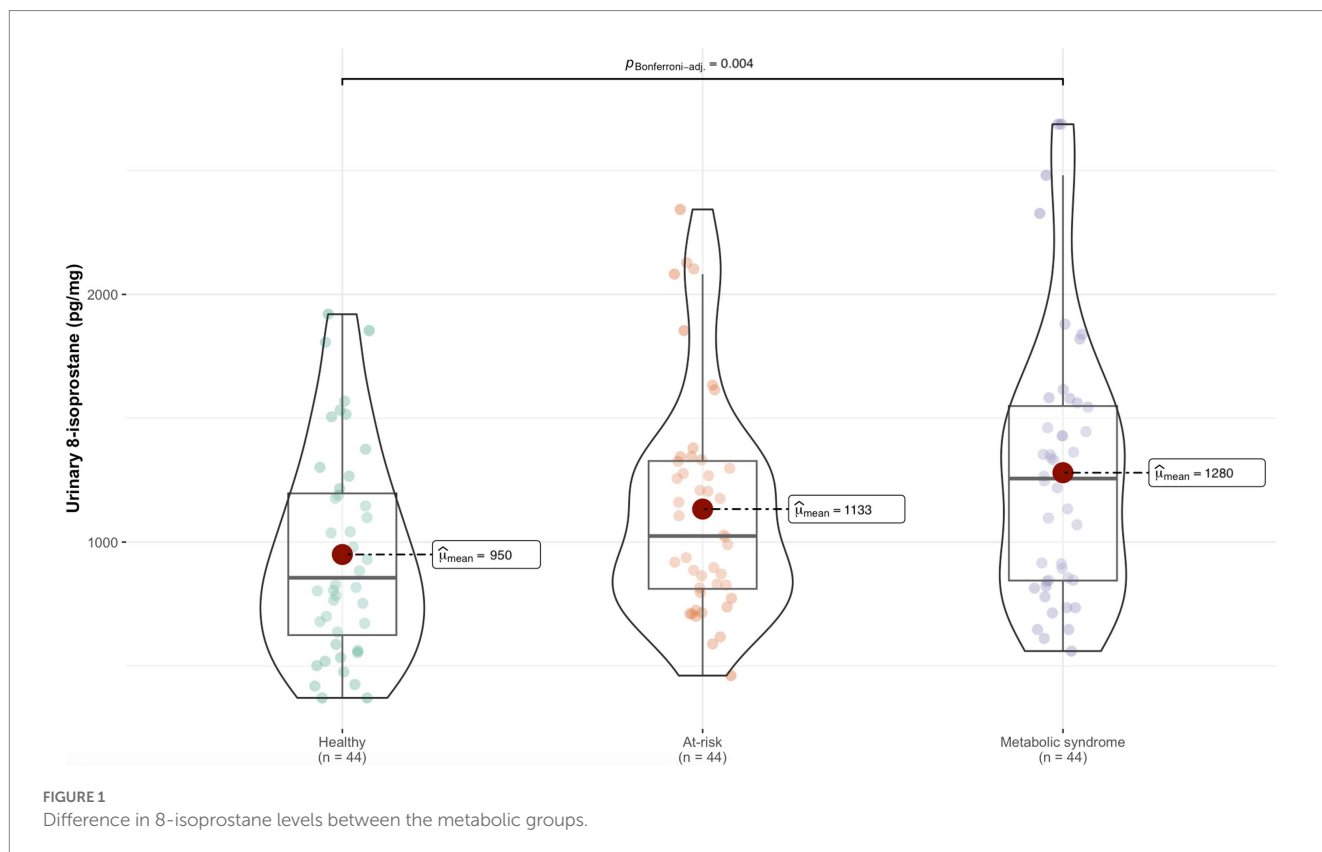 p Bonferroni−adj. = 0.004
Urinary 8-isoprostane (pg/mg)
2000
1000
μ̂ mean = 950
μ̂ mean = 1133
μ̂ mean = 1280
Healthy
(n = 44)
At-risk
(n = 44)
Metabolic syndrome
(n = 44)
FIGURE 1
Difference in 8-isoprostane levels between the metabolic groups.